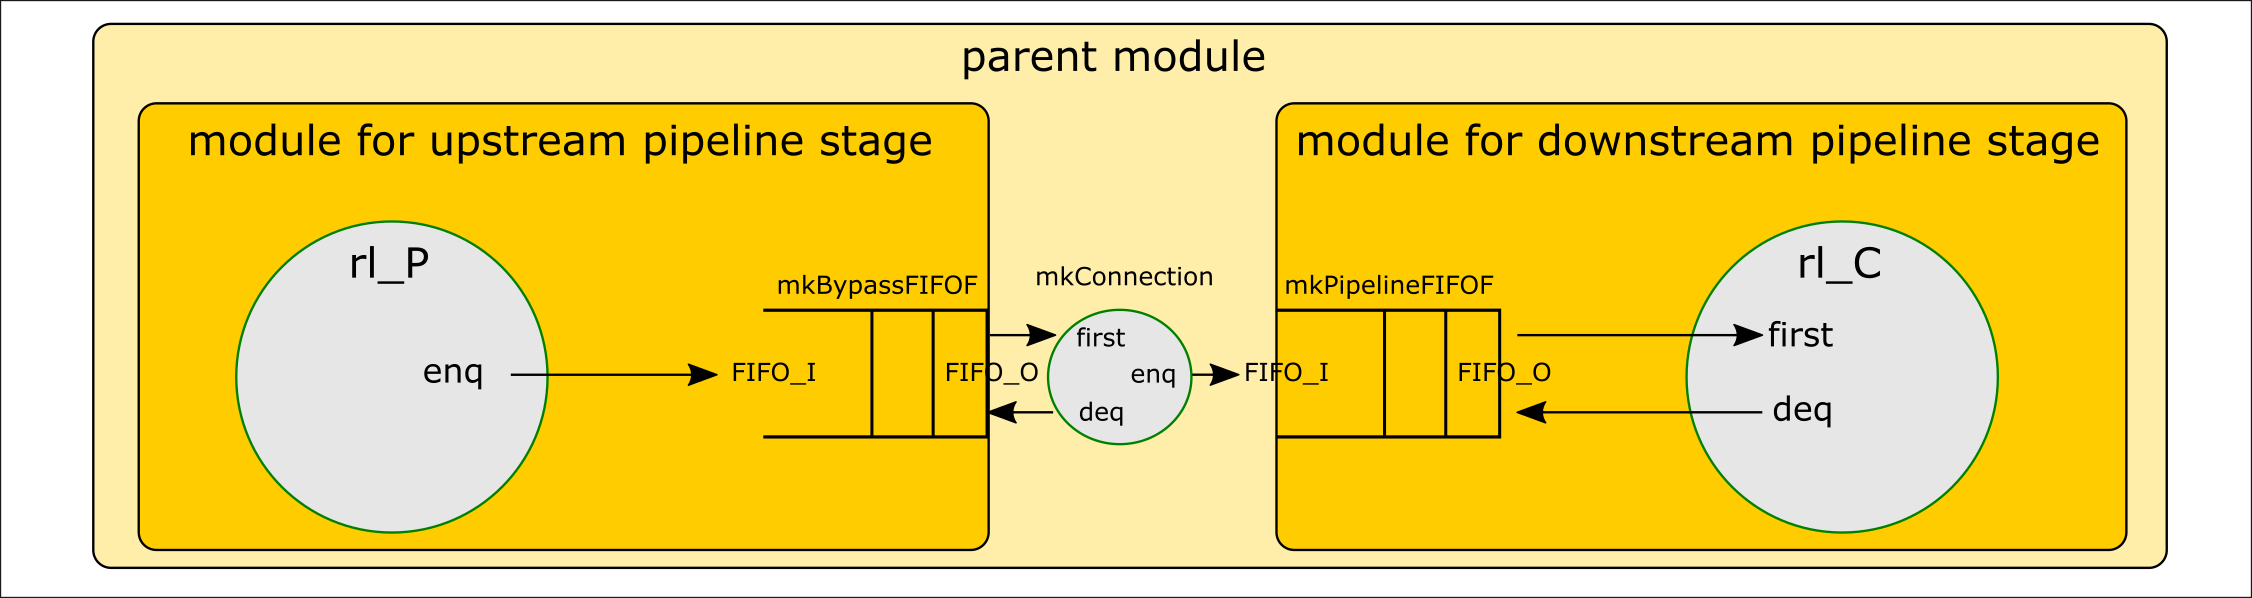 parent module
module for upstream pipeline stage
module for downstream pipeline stage
rl_P
enq
mkBypassFIFOF
FIFO_I
FIFO_O
mkConnection
first
enq
deq
mkPipelineFIFOF
FIFO_I
FIFO_O
rl_C
first
deq